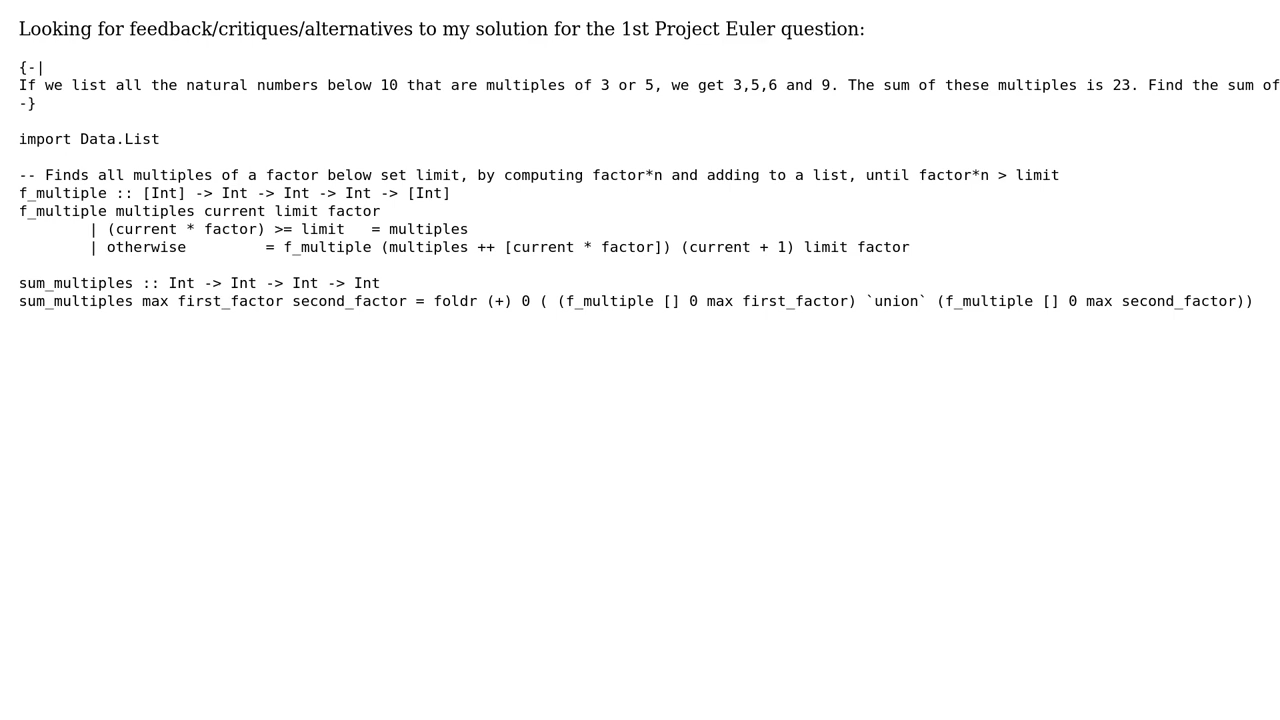 Looking for feedback/critiques/alternatives to my solution for the 1st Project Euler question:
{-|
If we list all the natural numbers below 10 that are multiples of 3 or 5, we get 3,5,6 and 9. The sum of these multiples is 23. Find the sum of
-}
import Data.List
-- Finds all multiples of a factor below set limit, by computing factor*n and adding to a list, until factor*n > limit
f_multiple :: [Int] -> Int -> Int -> Int -> [Int]
f_multiple multiples current limit factor
        | (current * factor) >= limit   = multiples
        | otherwise         = f_multiple (multiples ++ [current * factor]) (current + 1) limit factor
sum_multiples :: Int -> Int -> Int -> Int
sum_multiples max first_factor second_factor = foldr (+) 0 ( (f_multiple [] 0 max first_factor) `union` (f_multiple [] 0 max second_factor))